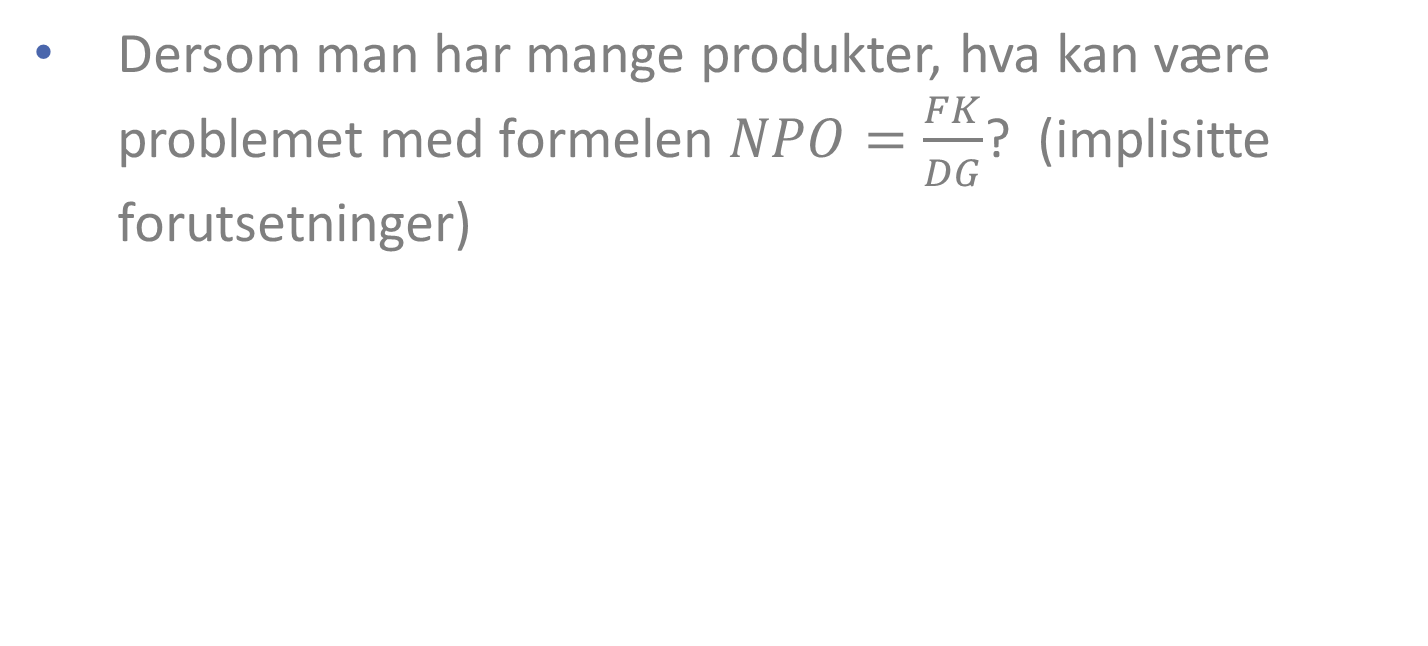 • Dersom man har mange produkter, hva kan være
problemet med formelen NPO = FK/DG? (implisitte
forutsetninger)